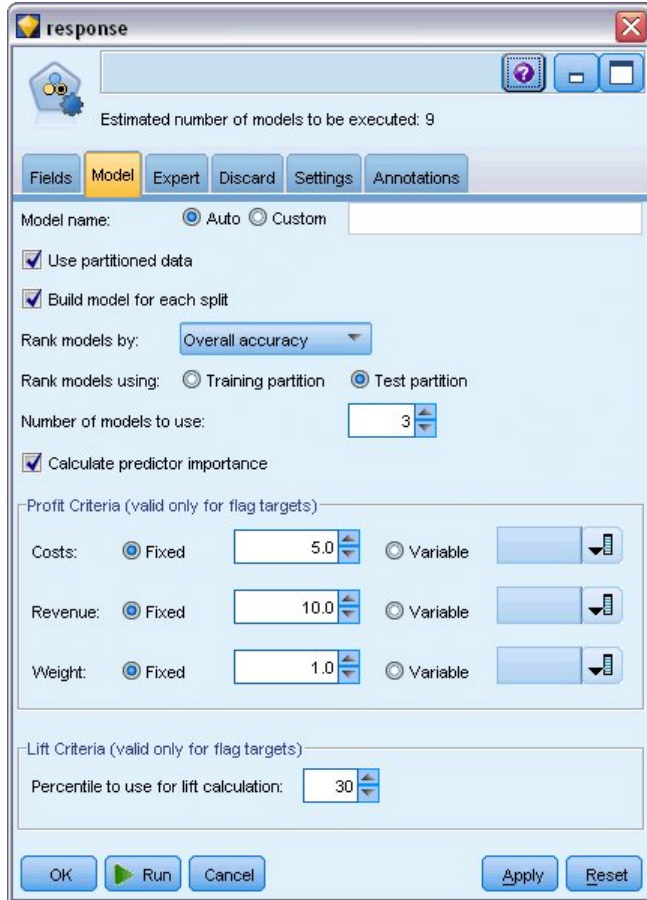 response
Estimated number of models to be executed: 9
Fields Model Expert Discard Settings Annotations
Model name: Auto Custom
Use partitioned data
Build model for each split
Rank models by: Overall accuracy
Rank models using: Training partition Test partition
Number of models to use: 3
Calculate predictor importance
Profit Criteria (valid only for flag targets)
Costs: Fixed 5.0 Variable
Revenue: Fixed 10.0 Variable
Weight: Fixed 1.0 Variable
Lift Criteria (valid only for flag targets)
Percentile to use for lift calculation: 30
OK Run Cancel Apply Reset